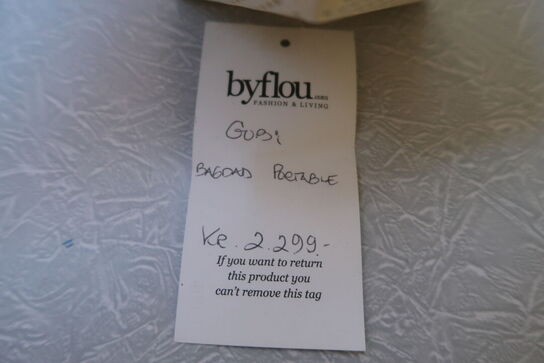 byflou.com
FASHION & LIVING
GUBi
BAGDAD PORTABLE
Kr. 2.299.-
If you want to return
this product you
can't remove this tag